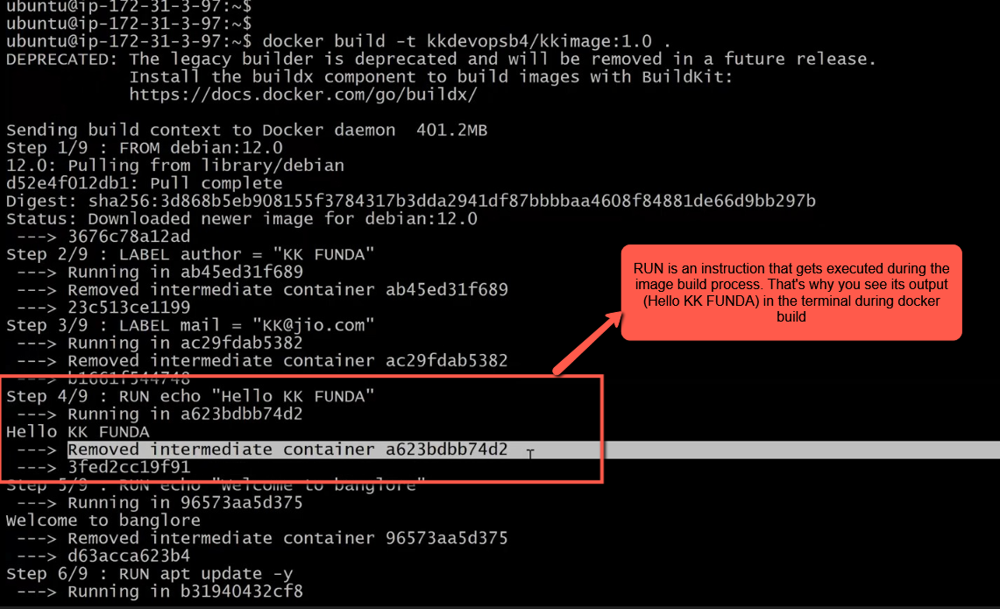 ubuntu@ip-172-31-3-97:~$
ubuntu@ip-172-31-3-97:~$
ubuntu@ip-172-31-3-97:~$ docker build -t kkdevopsb4/kkimage:1.0 .
DEPRECATED: The legacy builder is deprecated and will be removed in a future release.
            Install the buildx component to build images with BuildKit:
            https://docs.docker.com/go/buildx/
Sending build context to Docker daemon  401.2MB
Step 1/9 : FROM debian:12.0
12.0: Pulling from library/debian
d52e4f012db1: Pull complete
Digest: sha256:3d868b5eb908155f3784317b3dda2941df87bbbbaa4608f84881de66d9bb297b
Status: Downloaded newer image for debian:12.0
 ---> 3676c78a12ad
Step 2/9 : LABEL author = "KK FUNDA"
 ---> Running in ab45ed31f689
 ---> Removed intermediate container ab45ed31f689
 ---> 23c513ce1199
Step 3/9 : LABEL mail = "KK@jio.com"
 ---> Running in ac29fdab5382
 ---> Removed intermediate container ac29fdab5382
 ---> b1661f544748
Step 4/9 : RUN echo "Hello KK FUNDA"
 ---> Running in a623bdbb74d2
Hello KK FUNDA
 ---> Removed intermediate container a623bdbb74d2
 ---> 3fed2cc19f91
Step 5/9 : RUN echo "Welcome to banglore"
 ---> Running in 96573aa5d375
Welcome to banglore
 ---> Removed intermediate container 96573aa5d375
 ---> d63acca623b4
Step 6/9 : RUN apt update -y
 ---> Running in b31940432cf8
RUN is an instruction that gets executed during the
image build process. That's why you see its output
(Hello KK FUNDA) in the terminal during docker
build